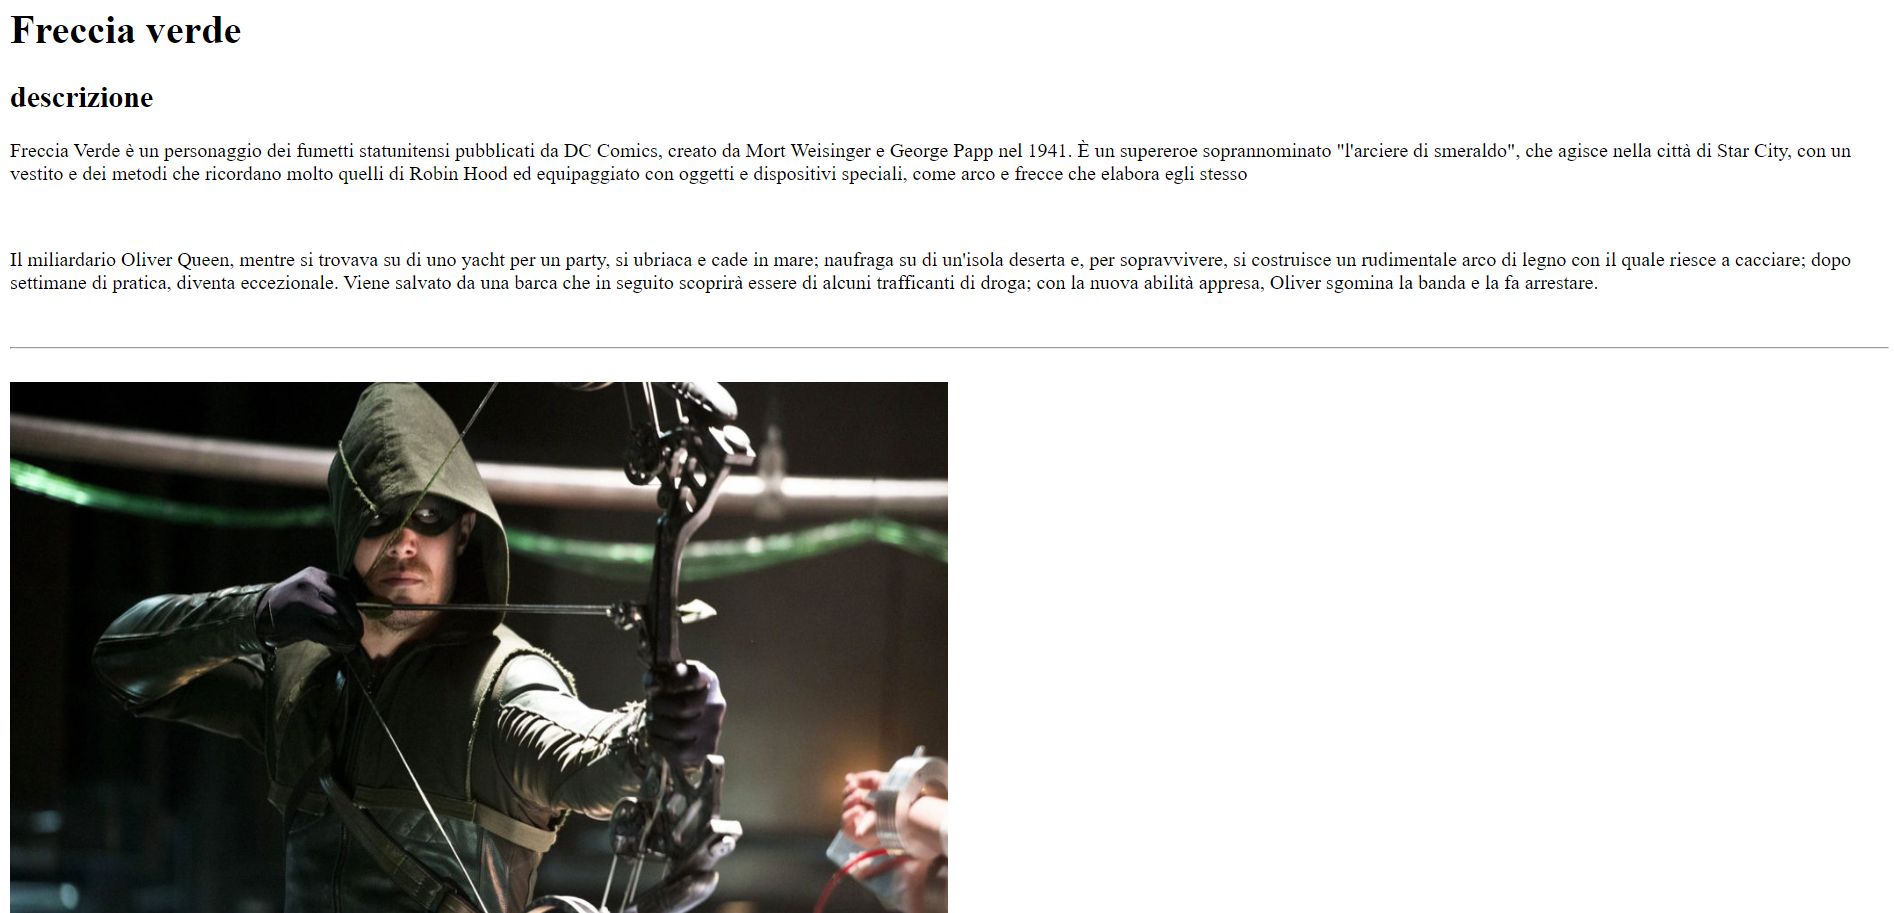 Freccia verde
descrizione
Freccia Verde è un personaggio dei fumetti statunitensi pubblicati da DC Comics, creato da Mort Weisinger e George Papp nel 1941. È un supereroe soprannominato "l'arciere di smeraldo", che agisce nella città di Star City, con un
vestito e dei metodi che ricordano molto quelli di Robin Hood ed equipaggiato con oggetti e dispositivi speciali, come arco e frecce che elabora egli stesso
Il miliardario Oliver Queen, mentre si trovava su di uno yacht per un party, si ubriaca e cade in mare; naufraga su di un'isola deserta e, per sopravvivere, si costruisce un rudimentale arco di legno con il quale riesce a cacciare; dopo
settimane di pratica, diventa eccezionale. Viene salvato da una barca che in seguito scoprirà essere di alcuni trafficanti di droga; con la nuova abilità appresa, Oliver sgomina la banda e la fa arrestare.